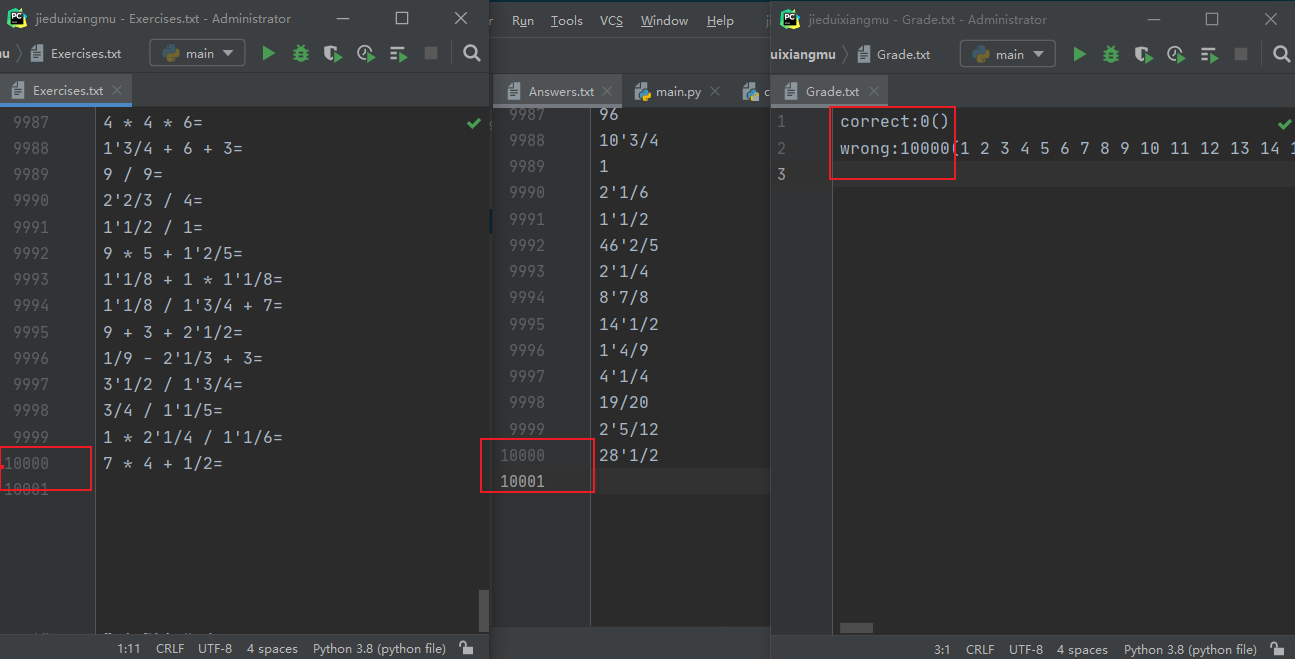 jieduixiangmu - Exercises.txt - Administrator
Exercises.txt
main
Exercises.txt
9987 4 * 4 * 6=
9988 1'3/4 + 6 + 3=
9989 9 / 9=
9990 2'2/3 / 4=
9991 1'1/2 / 1=
9992 9 * 5 + 1'2/5=
9993 1'1/8 + 1 * 1'1/8=
9994 1'1/8 / 1'3/4 + 7=
9995 9 + 3 + 2'1/2=
9996 1/9 - 2'1/3 + 3=
9997 3'1/2 / 1'3/4=
9998 3/4 / 1'1/5=
9999 1 * 2'1/4 / 1'1/6=
10000 7 * 4 + 1/2=
10001
1:11 CRLF UTF-8 4 spaces Python 3.8 (python file)
Run Tools VCS Window Help
Answers.txt main.py
9987 96
9988 10'3/4
9989 1
9990 2'1/6
9991 1'1/2
9992 46'2/5
9993 2'1/4
9994 8'7/8
9995 14'1/2
9996 1'4/9
9997 4'1/4
9998 19/20
9999 2'5/12
10000 28'1/2
10001
jieduixiangmu - Grade.txt - Administrator
uixiangmu Grade.txt
main
Grade.txt
1 correct:0()
2 wrong:10000(1 2 3 4 5 6 7 8 9 10 11 12 13 14
3
3:1 CRLF UTF-8 4 spaces Python 3.8 (python file)